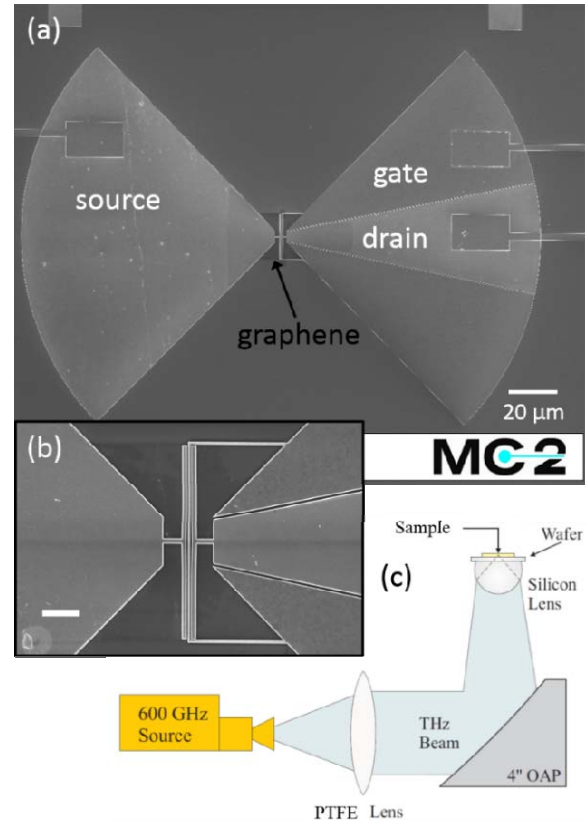 (a)
gate
source
drain
graphene
20 µm
(b)
MC2
Sample
Wafer
(c)
Silicon
Lens
600 GHz
Source
THz
Beam
4" OAP
PTFE Lens